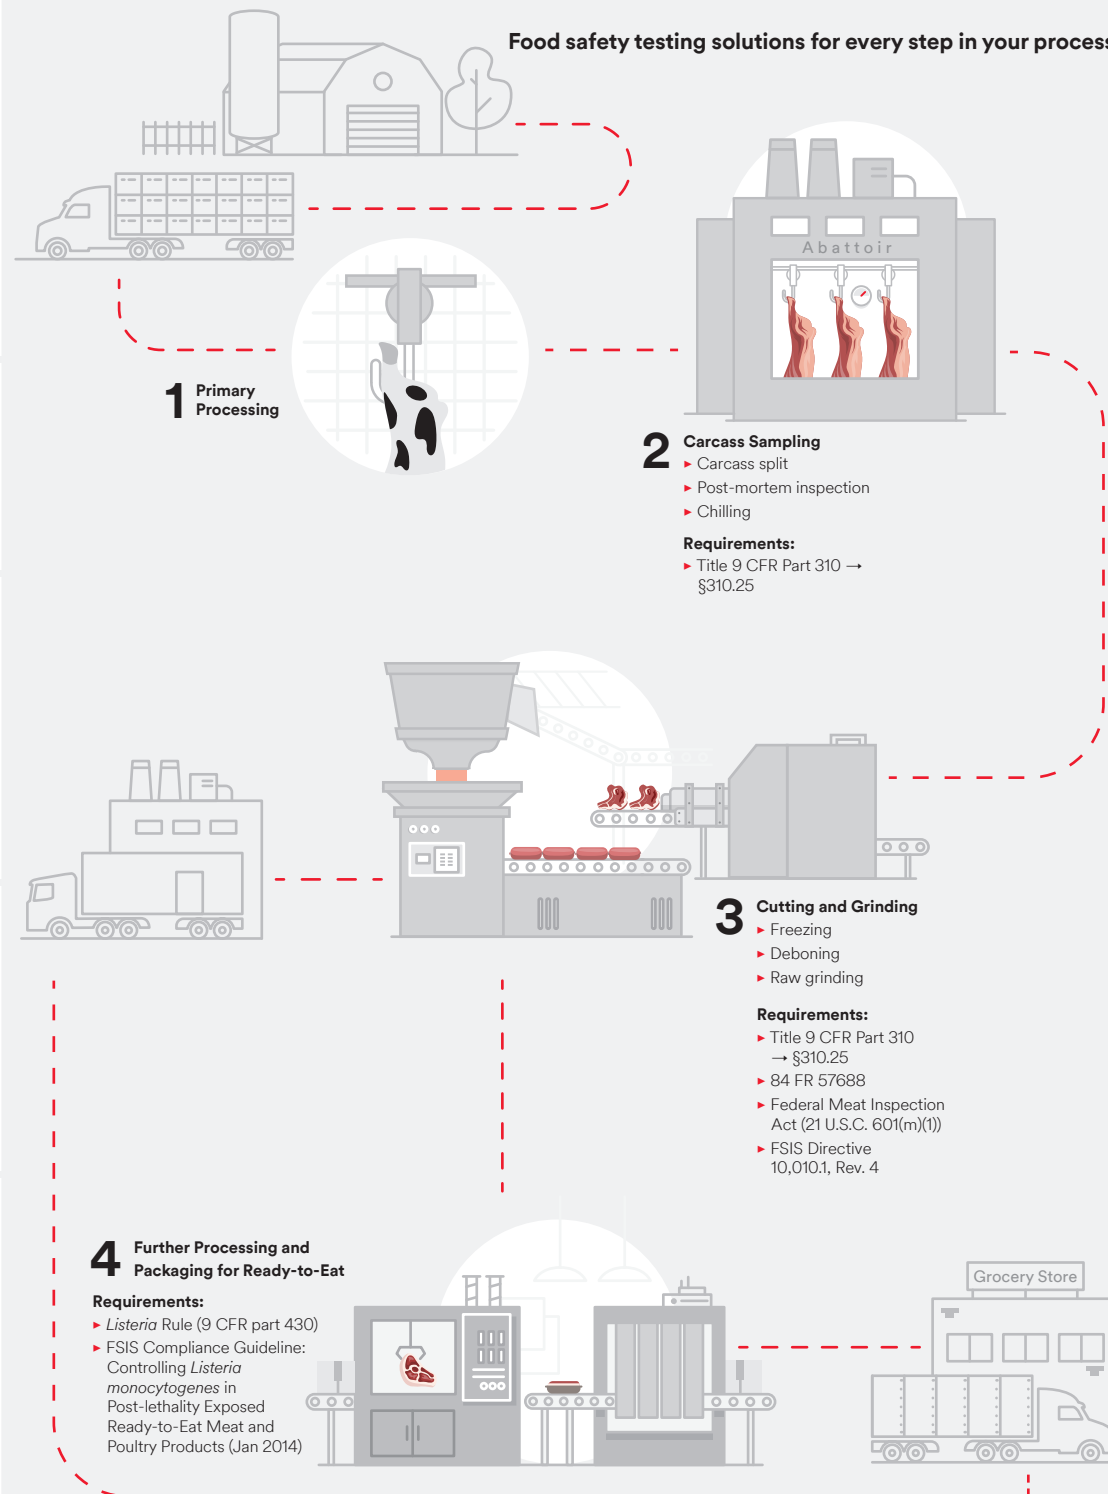 Food safety testing solutions for every step in your process
Abattoir
1 Primary
Processing
2 Carcass Sampling
► Carcass split
► Post-mortem inspection
► Chilling
Requirements:
► Title 9 CFR Part 310 →
§310.25
3 Cutting and Grinding
► Freezing
► Deboning
► Raw grinding
Requirements:
► Title 9 CFR Part 310
→ §310.25
► 84 FR 57688
► Federal Meat Inspection
Act (21 U.S.C. 601(m)(1))
► FSIS Directive
10,010.1, Rev. 4
4 Further Processing and
Packaging for Ready-to-Eat
Requirements:
► Listeria Rule (9 CFR part 430)
► FSIS Compliance Guideline:
Controlling Listeria
monocytogenes in
Post-lethality Exposed
Ready-to-Eat Meat and
Poultry Products (Jan 2014)
Grocery Store